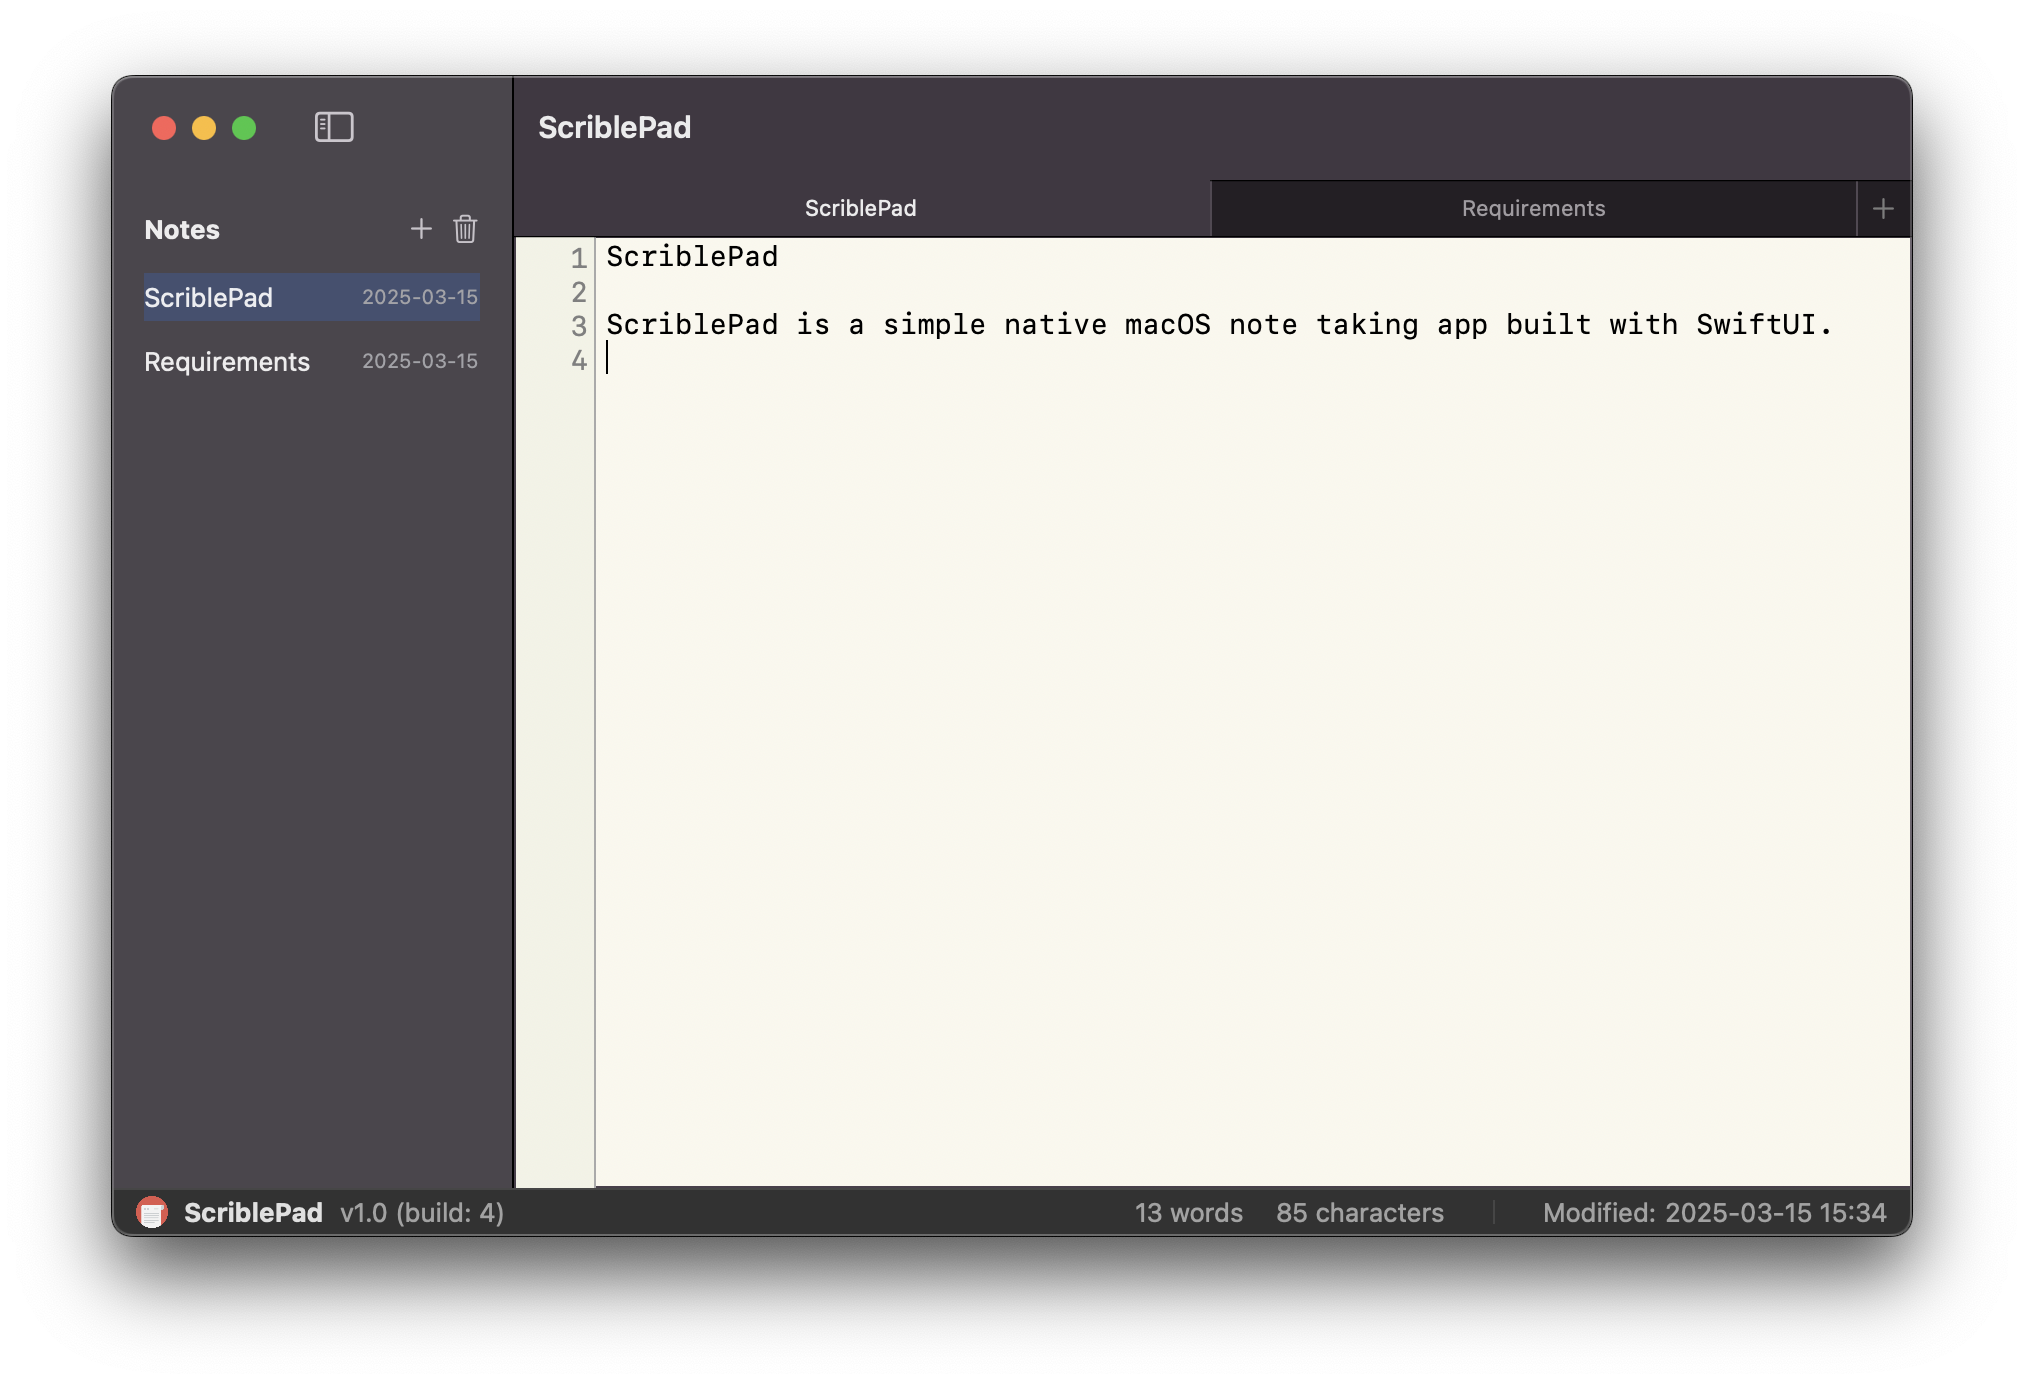 ScriblePad
Notes
ScriblePad 2025-03-15
Requirements 2025-03-15
ScriblePad Requirements
1 ScriblePad
2
3 ScriblePad is a simple native macOS note taking app built with SwiftUI.
4
ScriblePad v1.0 (build: 4) 13 words 85 characters Modified: 2025-03-15 15:34